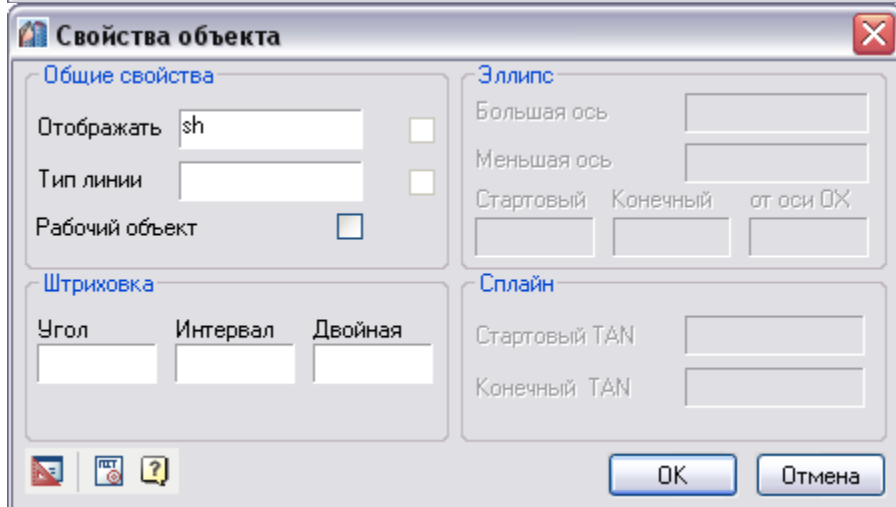 Свойства объекта
Общие свойства
Отображать sh
Тип линии
Рабочий объект
Эллипс
Большая ось
Меньшая ось
Стартовый Конечный от оси OX
Штриховка
Угол Интервал Двойная
Сплайн
Стартовый TAN
Конечный TAN
OK Отмена